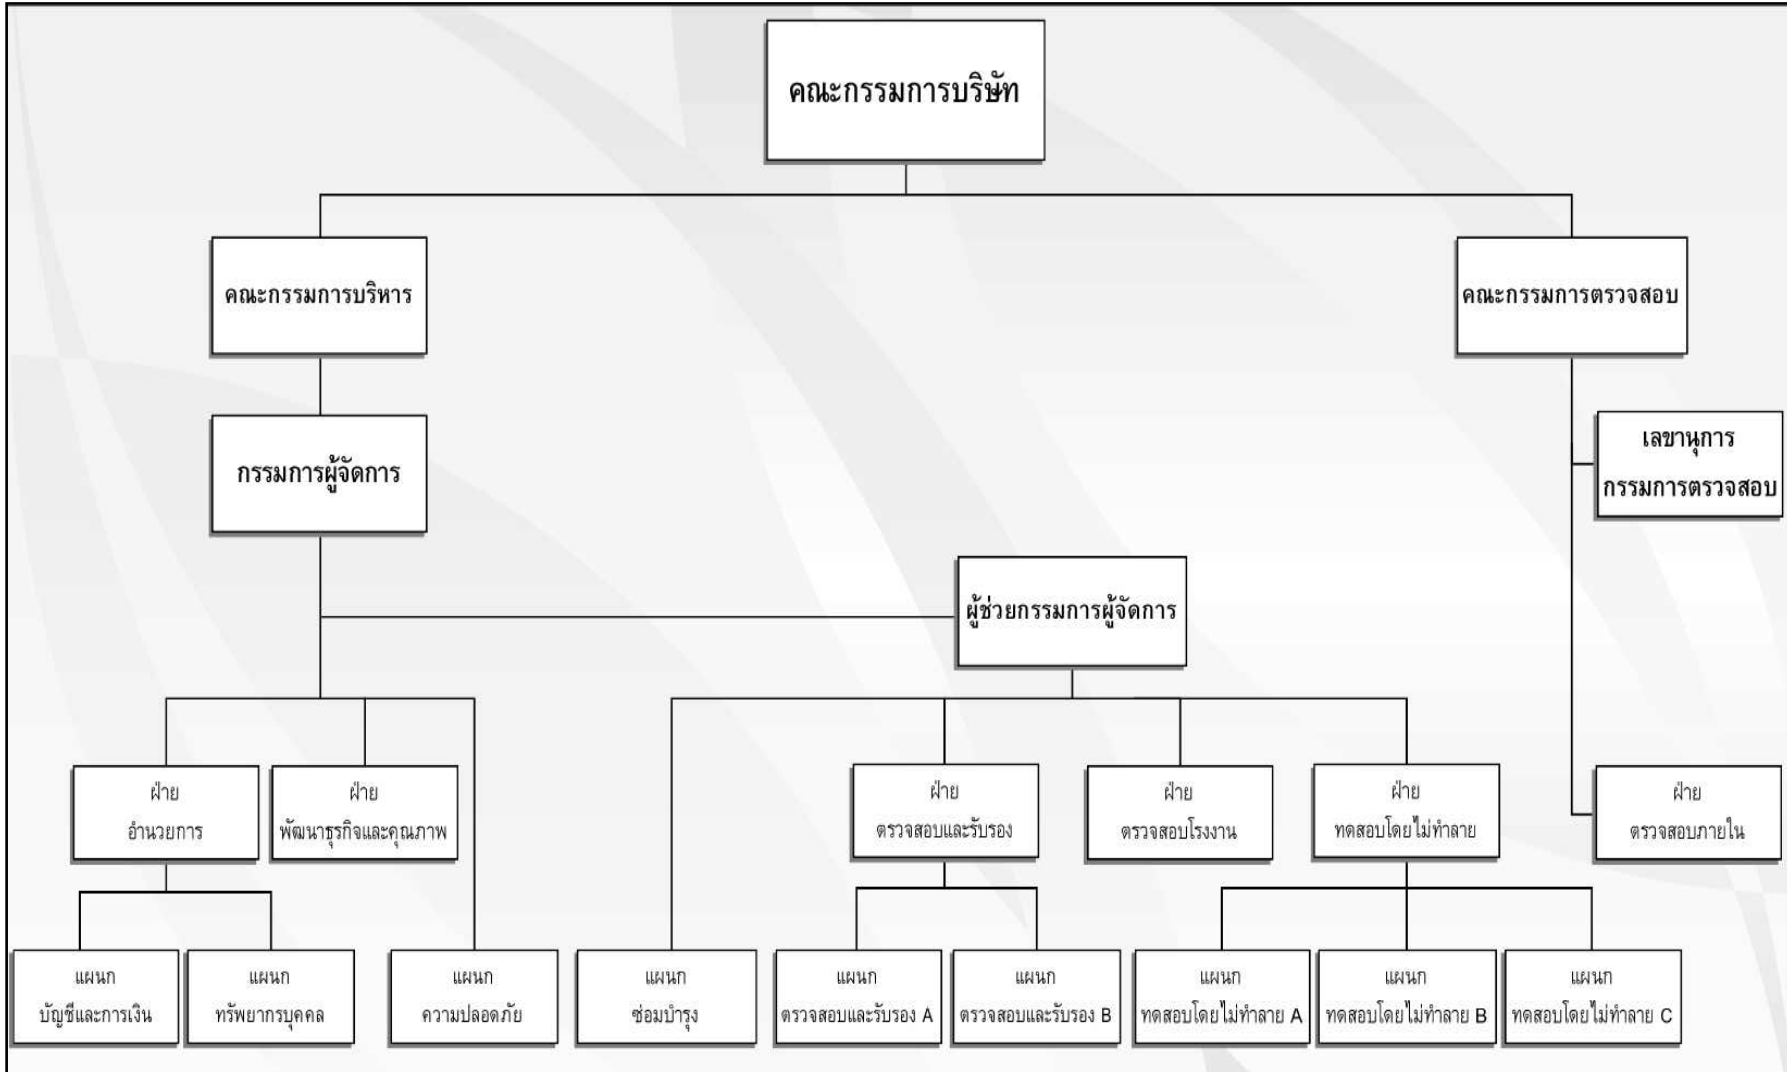 คณะกรรมการบริษัท
คณะกรรมการบริหาร
คณะกรรมการตรวจสอบ
กรรมการผู้จัดการ
เลขานุการ
กรรมการตรวจสอบ
ผู้ช่วยกรรมการผู้จัดการ
ฝ่าย
อำนวยการ
ฝ่าย
พัฒนาธุรกิจและคุณภาพ
ฝ่าย
ตรวจสอบและรับรอง
ฝ่าย
ตรวจสอบโรงงาน
ฝ่าย
ทดสอบโดยไม่ทำลาย
ฝ่าย
ตรวจสอบภายใน
แผนก
บัญชีและการเงิน
แผนก
ทรัพยากรบุคคล
แผนก
ความปลอดภัย
แผนก
ซ่อมบำรุง
แผนก
ตรวจสอบและรับรอง A
แผนก
ตรวจสอบและรับรอง B
แผนก
ทดสอบโดยไม่ทำลาย A
แผนก
ทดสอบโดยไม่ทำลาย B
แผนก
ทดสอบโดยไม่ทำลาย C